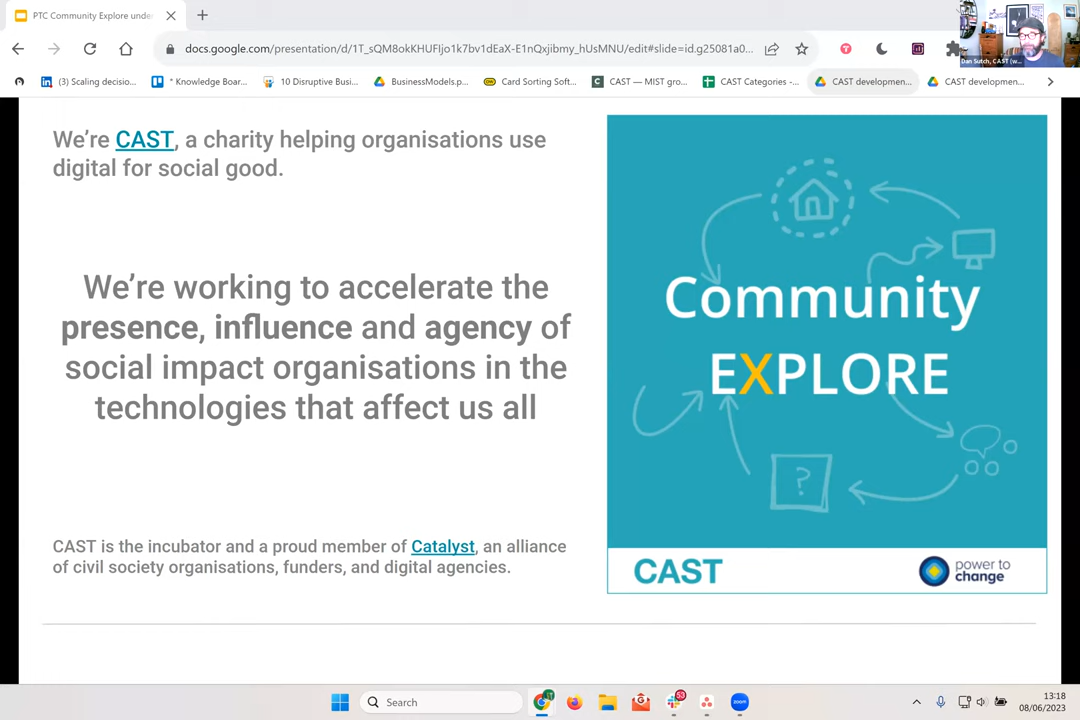 PTC Community Explore unde
docs.google.com/presentation/d/1T_sQM8okKHUFIjo1k7bv1dEaX-E1nQxjibmy_hUsMNU/edit#slide=id.g25081a0...
Dan Sutch, CAST (w...
(3) Scaling decisio...
* Knowledge Boar...
10 Disruptive Busi...
BusinessModels.p...
Card Sorting Soft...
CAST — MIST gro...
CAST Categories -...
CAST developmen...
CAST developmen...
We're CAST, a charity helping organisations use
digital for social good.
We're working to accelerate the
presence, influence and agency of
social impact organisations in the
technologies that affect us all
CAST is the incubator and a proud member of Catalyst, an alliance
of civil society organisations, funders, and digital agencies.
Community
EXPLORE
?
CAST
power to
change
Search
53
zoom
13:18
08/06/2023